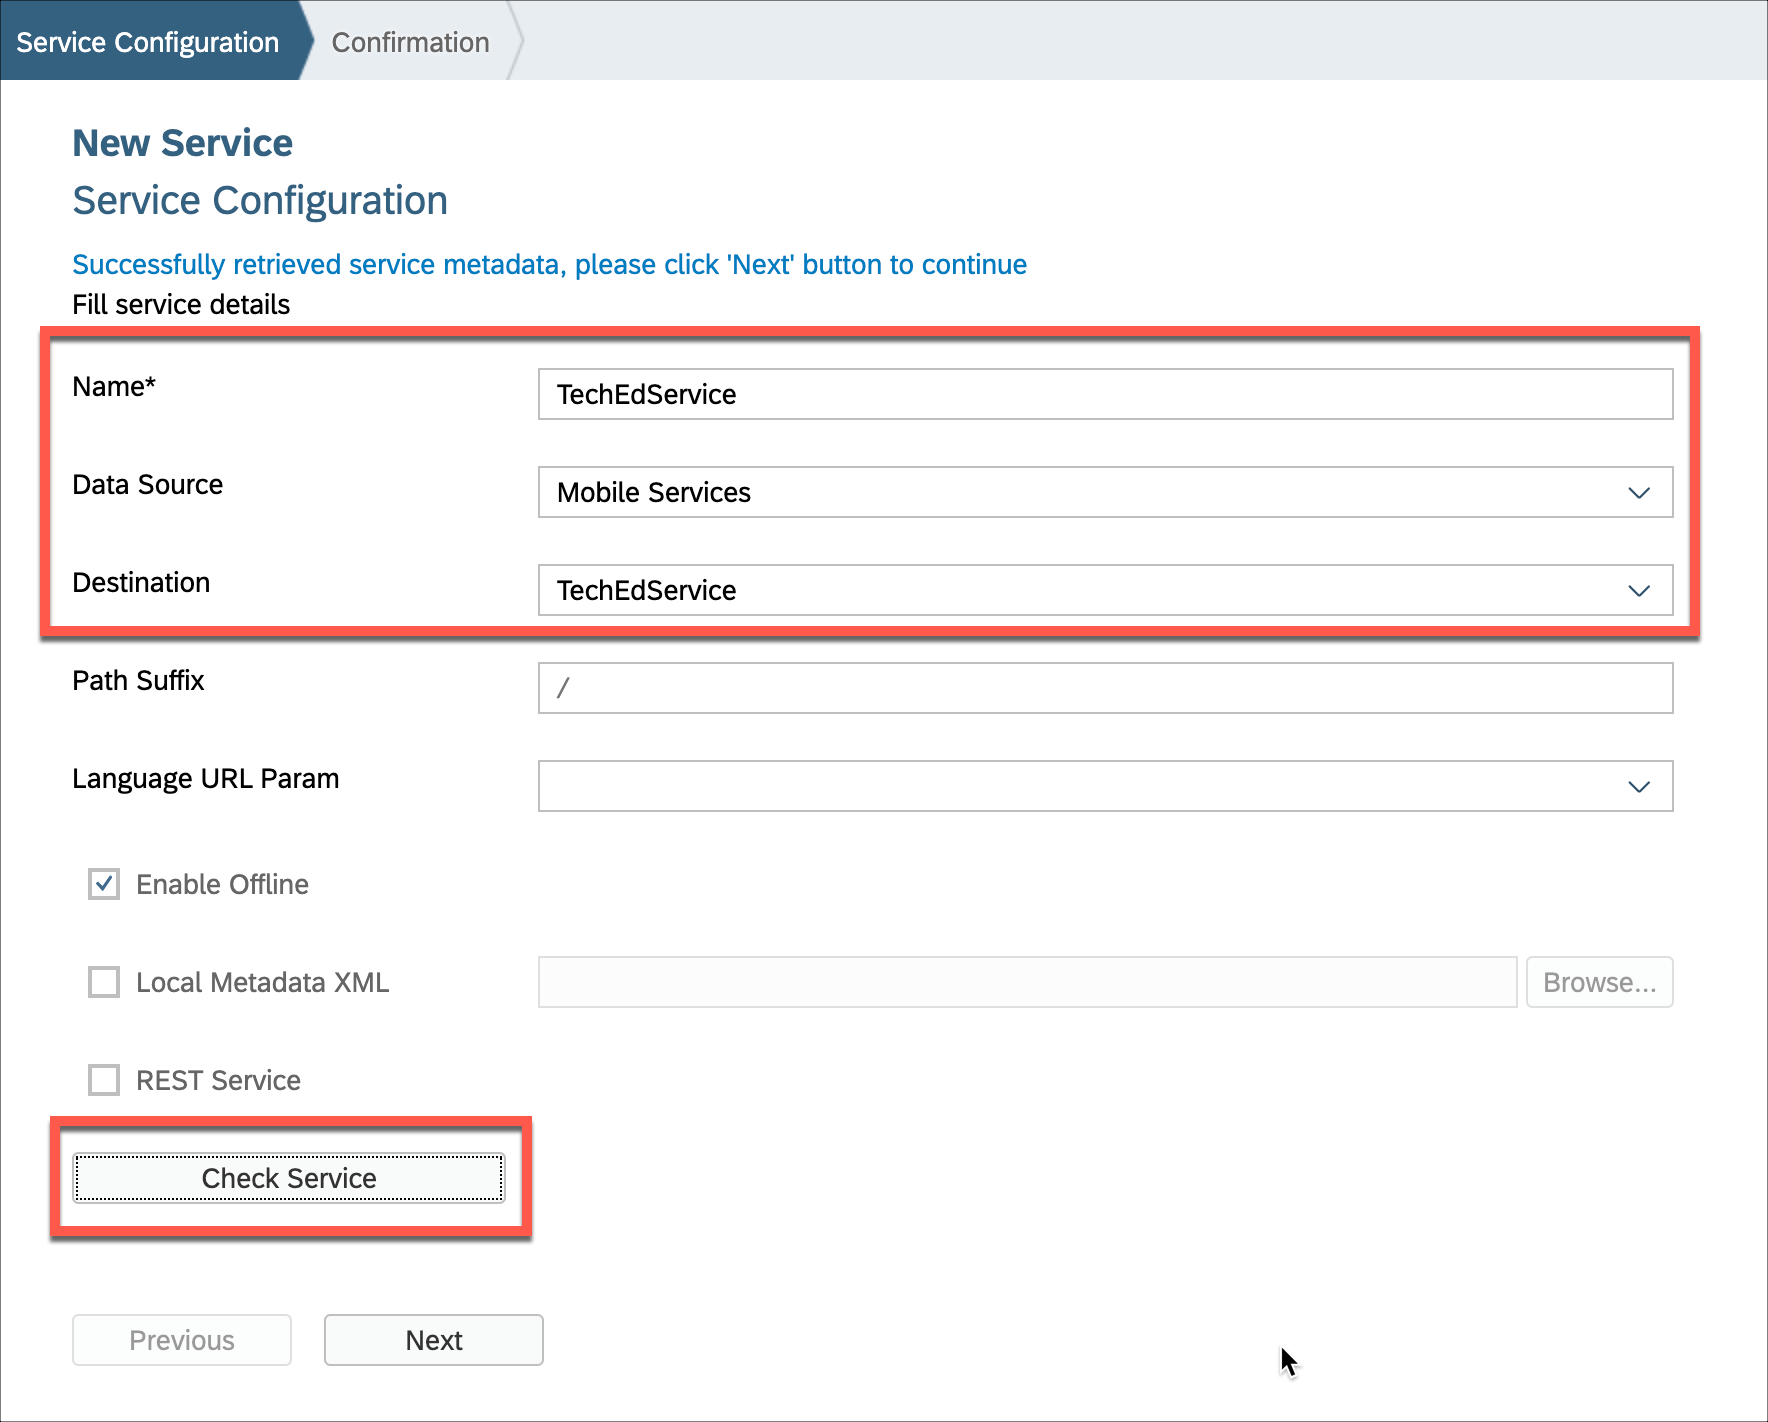 Service Configuration
Confirmation
New Service
Service Configuration
Successfully retrieved service metadata, please click 'Next' button to continue
Fill service details
Name*
TechEdService
Data Source
Mobile Services
Destination
TechEdService
Path Suffix
/
Language URL Param
Enable Offline
Local Metadata XML
Browse...
REST Service
Check Service
Previous
Next